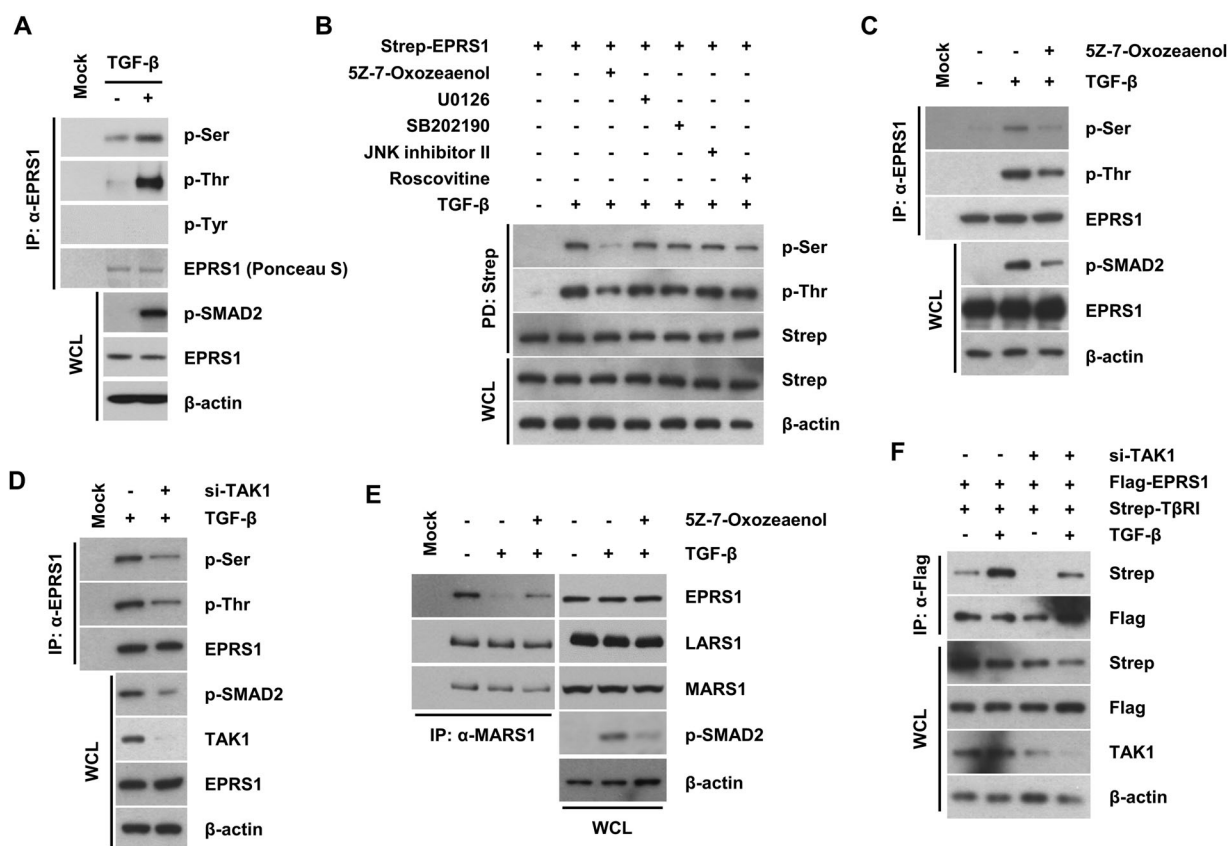 A
Mock
TGF-β
- +
IP: α-EPRS1
p-Ser
p-Thr
p-Tyr
EPRS1 (Ponceau S)
WCL
p-SMAD2
EPRS1
β-actin
B
Strep-EPRS1 + + + + + + +
5Z-7-Oxozeaenol - - + - - - -
U0126 - - - + - - -
SB202190 - - - - + - -
JNK inhibitor II - - - - - + -
Roscovitine - - - - - - +
TGF-β - + + + + + +
PD: Strep
p-Ser
p-Thr
Strep
WCL
Strep
β-actin
C
Mock
- - + 5Z-7-Oxozeaenol
- + + TGF-β
IP: α-EPRS1
p-Ser
p-Thr
EPRS1
WCL
p-SMAD2
EPRS1
β-actin
D
Mock
- + si-TAK1
+ + TGF-β
IP: α-EPRS1
p-Ser
p-Thr
EPRS1
WCL
p-SMAD2
TAK1
EPRS1
β-actin
E
Mock
- - + - - + 5Z-7-Oxozeaenol
- + + - + + TGF-β
EPRS1
LARS1
MARS1
IP: α-MARS1
p-SMAD2
β-actin
WCL
F
- - + + si-TAK1
+ + + + Flag-EPRS1
+ + + + Strep-TβRI
- + - + TGF-β
IP: α-Flag
Strep
Flag
WCL
Strep
Flag
TAK1
β-actin